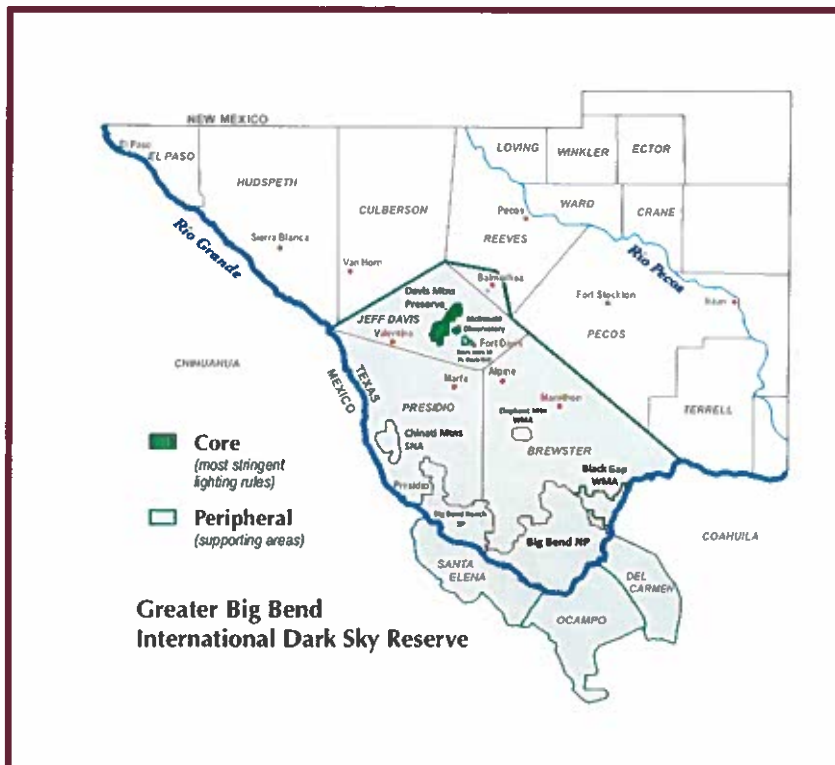 NEW MEXICO
El Paso
EL PASO
HUDSPETH
CULBERSON
LOVING
WINKLER
ECTOR
WARD
CRANE
Pecos
REEVES
Rio Grande
Sierra Blanca
Van Horn
Rio Pecos
Balmorhea
Davis Mtns
Preserve
McDonald
Observatory
Fort Stockton
JEFF DAVIS
Valentine
Fort Davis
PECOS
CHIHUAHUA
TEXAS
MEXICO
Marfa
Alpine
Marathon
TERRELL
PRESIDIO
Elephant Mtn
WMA
Chinati Mtns
SNA
BREWSTER
Black Gap
WMA
Presidio
Big Bend Ranch
SP
Big Bend NP
COAHUILA
SANTA
ELENA
DEL
CARMEN
OCAMPO
Core
(most stringent
lighting rules)
Peripheral
(supporting areas)
Greater Big Bend
International Dark Sky Reserve